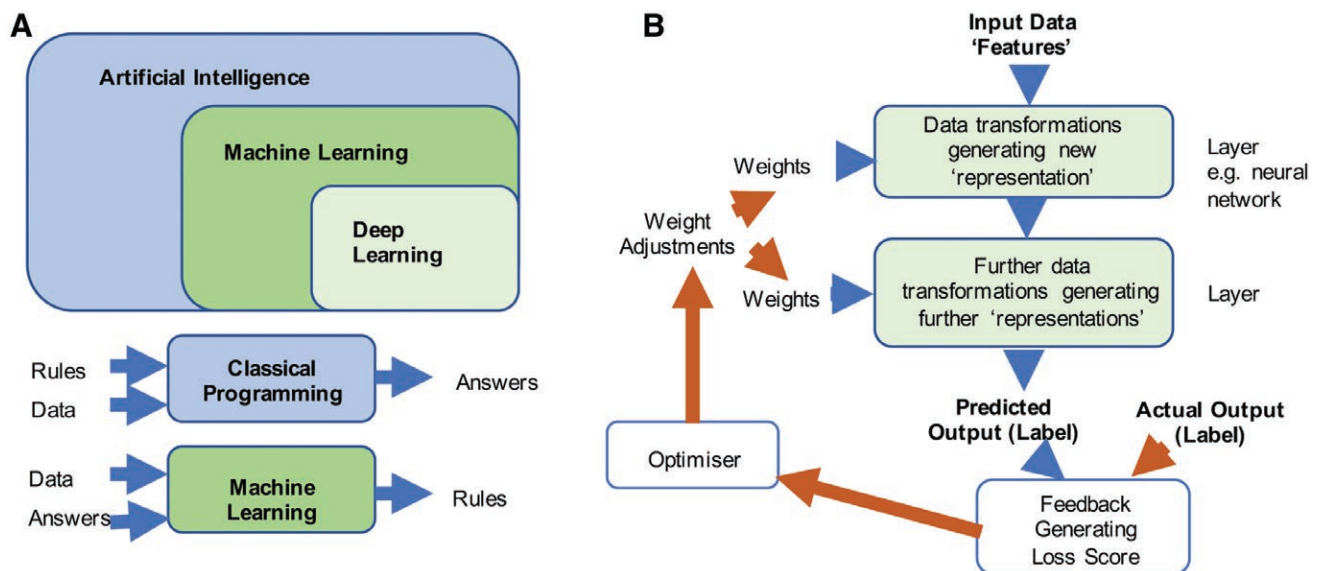 A
Artificial Intelligence
Machine Learning
Deep
Learning
Rules
Data
Classical
Programming
Answers
Data
Answers
Machine
Learning
Rules
B
Input Data
‘Features’
Data transformations
generating new
‘representation’
Layer
e.g. neural
network
Weights
Weight
Adjustments
Weights
Further data
transformations generating
further ‘representations’
Layer
Predicted
Output (Label)
Actual Output
(Label)
Optimiser
Feedback
Generating
Loss Score